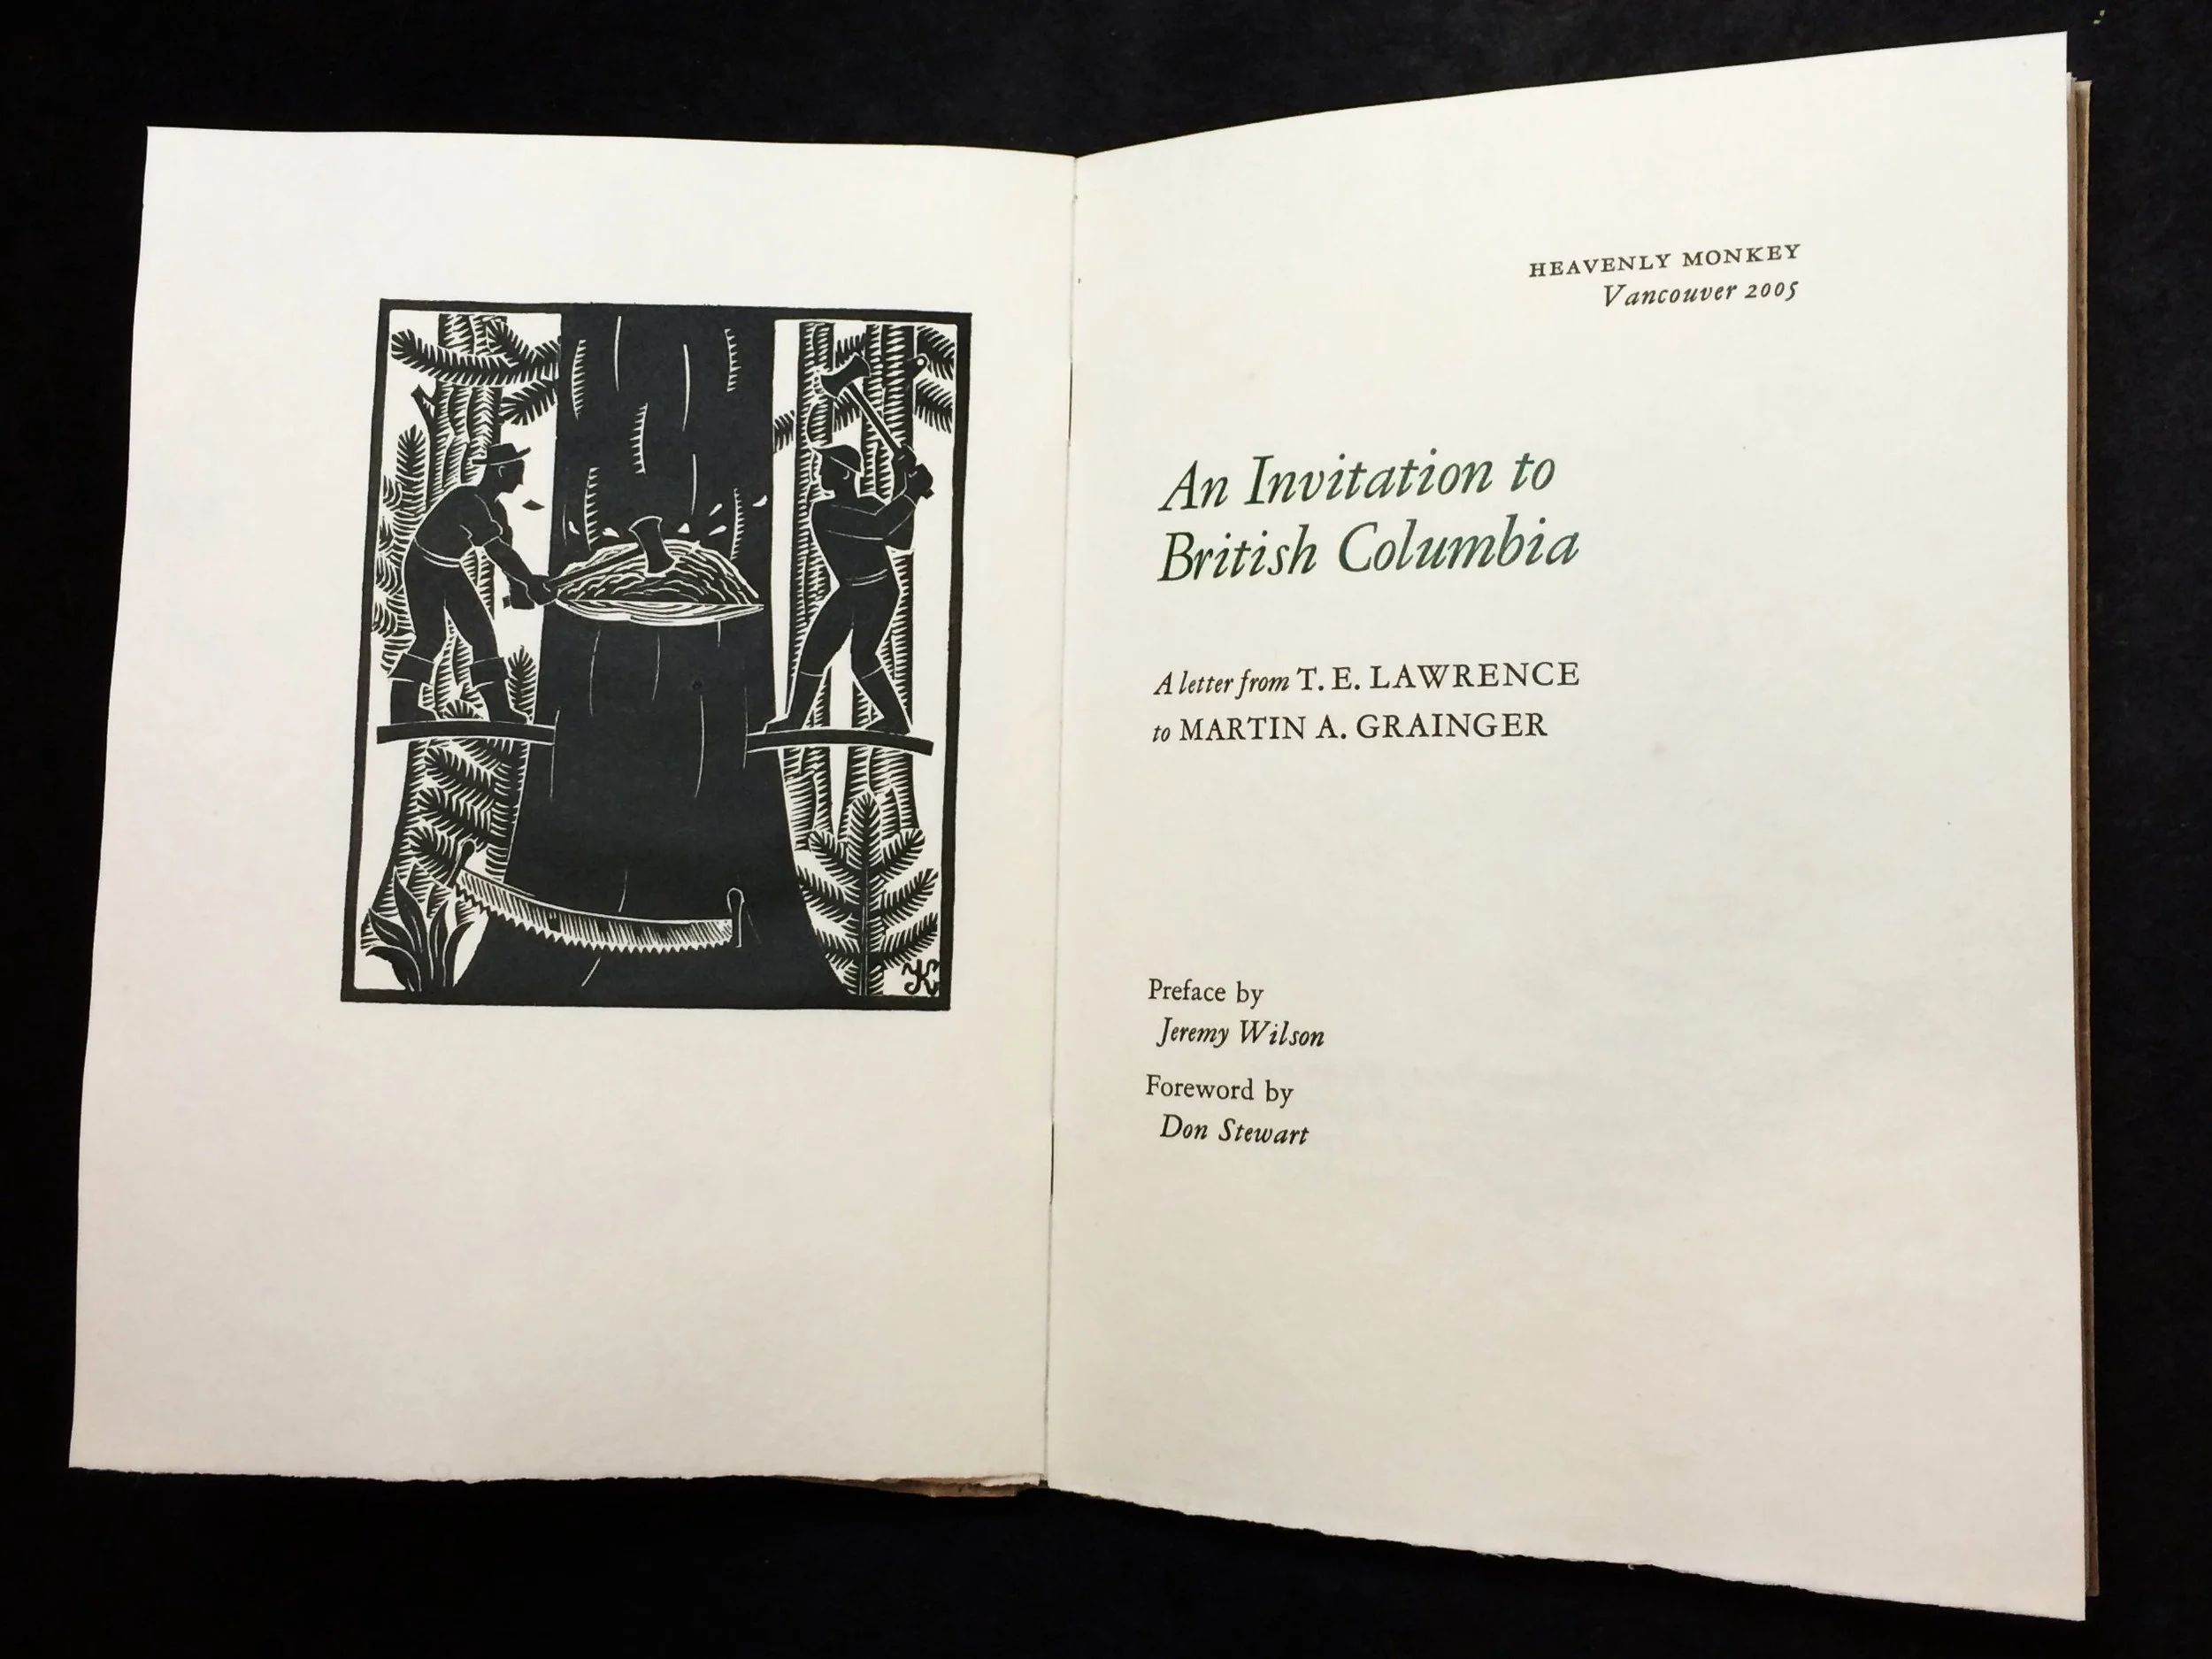 HEAVENLY MONKEY
Vancouver 2005
An Invitation to
British Columbia
A letter from T. E. LAWRENCE
to MARTIN A. GRAINGER
Preface by
Jeremy Wilson
Foreword by
Don Stewart